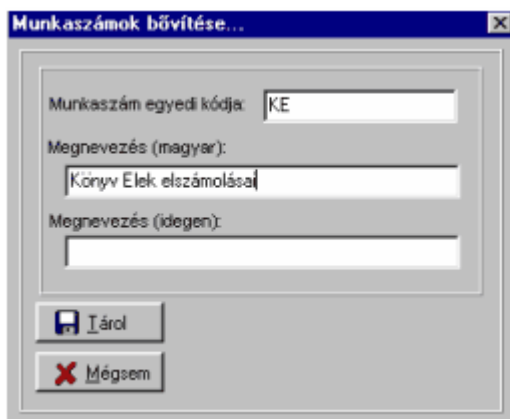 Munkaszámok bővítése...
Munkaszám egyedi kódja: KE
Megnevezés (magyar):
Könyv Elek elszámolásai
Megnevezés (idegen):
Tárol
Mégsem